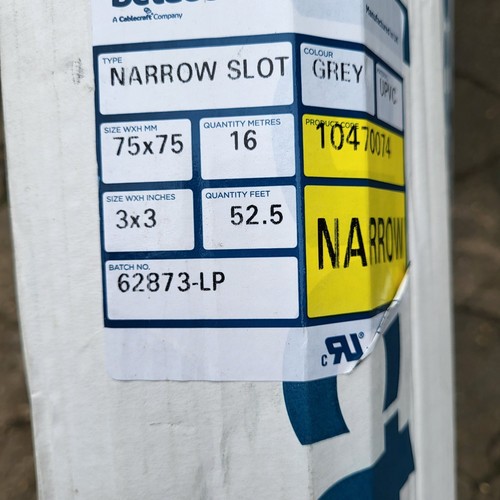 A Cablecraft Company
TYPE
NARROW SLOT
COLOUR
GREY
UPVC
SIZE WXH MM
75x75
QUANTITY METRES
16
PRODUCT CODE
10470074
SIZE WXH INCHES
3x3
QUANTITY FEET
52.5
NARROW
BATCH NO.
62873-LP
c RU®